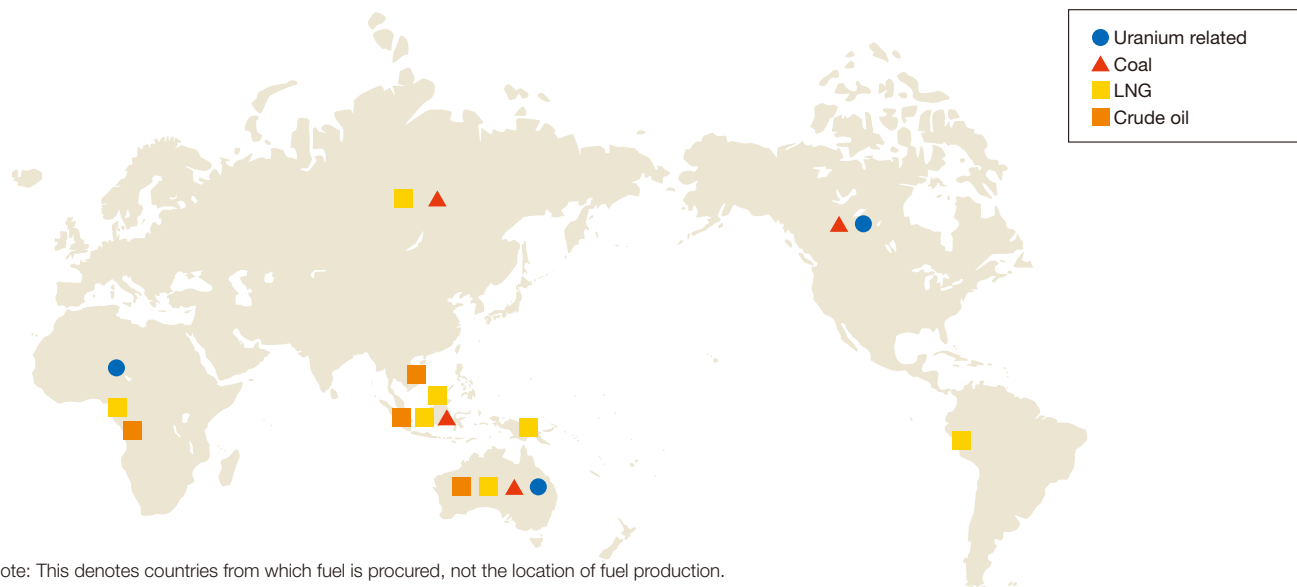 Uranium related
Coal
LNG
Crude oil
ote: This denotes countries from which fuel is procured, not the location of fuel production.